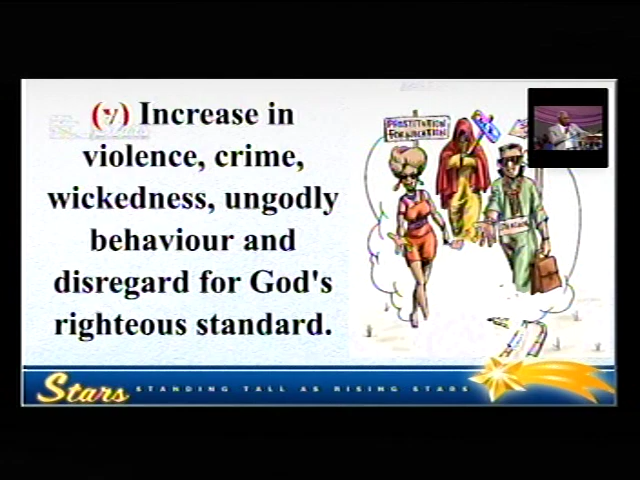 (v) Increase in
violence, crime,
wickedness, ungodly
behaviour and
disregard for God's
righteous standard.
PROSTITUTION
FORNICATION
Stars
STANDING TALL AS RISING STARS